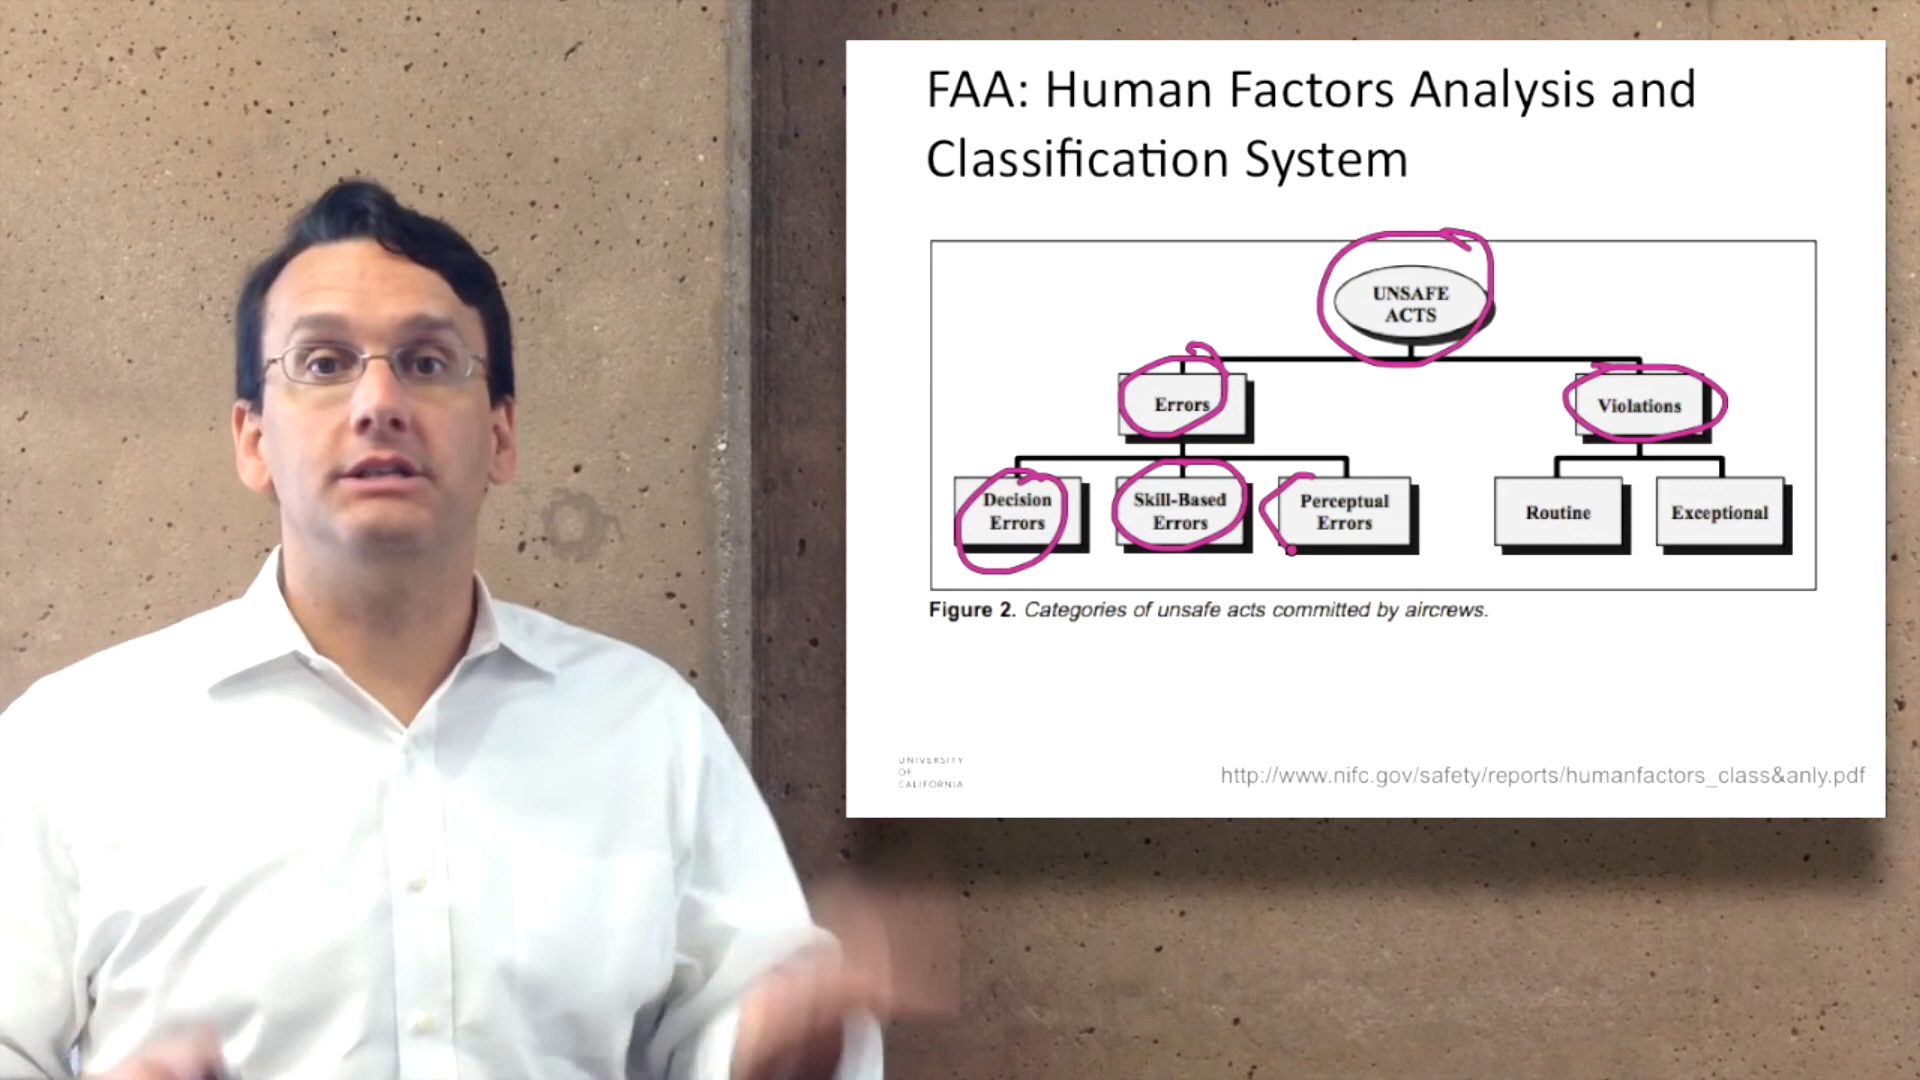 FAA: Human Factors Analysis and
Classification System
UNSAFE
ACTS
Errors
Violations
Decision
Errors
Skill-Based
Errors
Perceptual
Errors
Routine
Exceptional
Figure 2. Categories of unsafe acts committed by aircrews.
UNIVERSITY
OF
CALIFORNIA
http://www.nifc.gov/safety/reports/humanfactors_class&anly.pdf